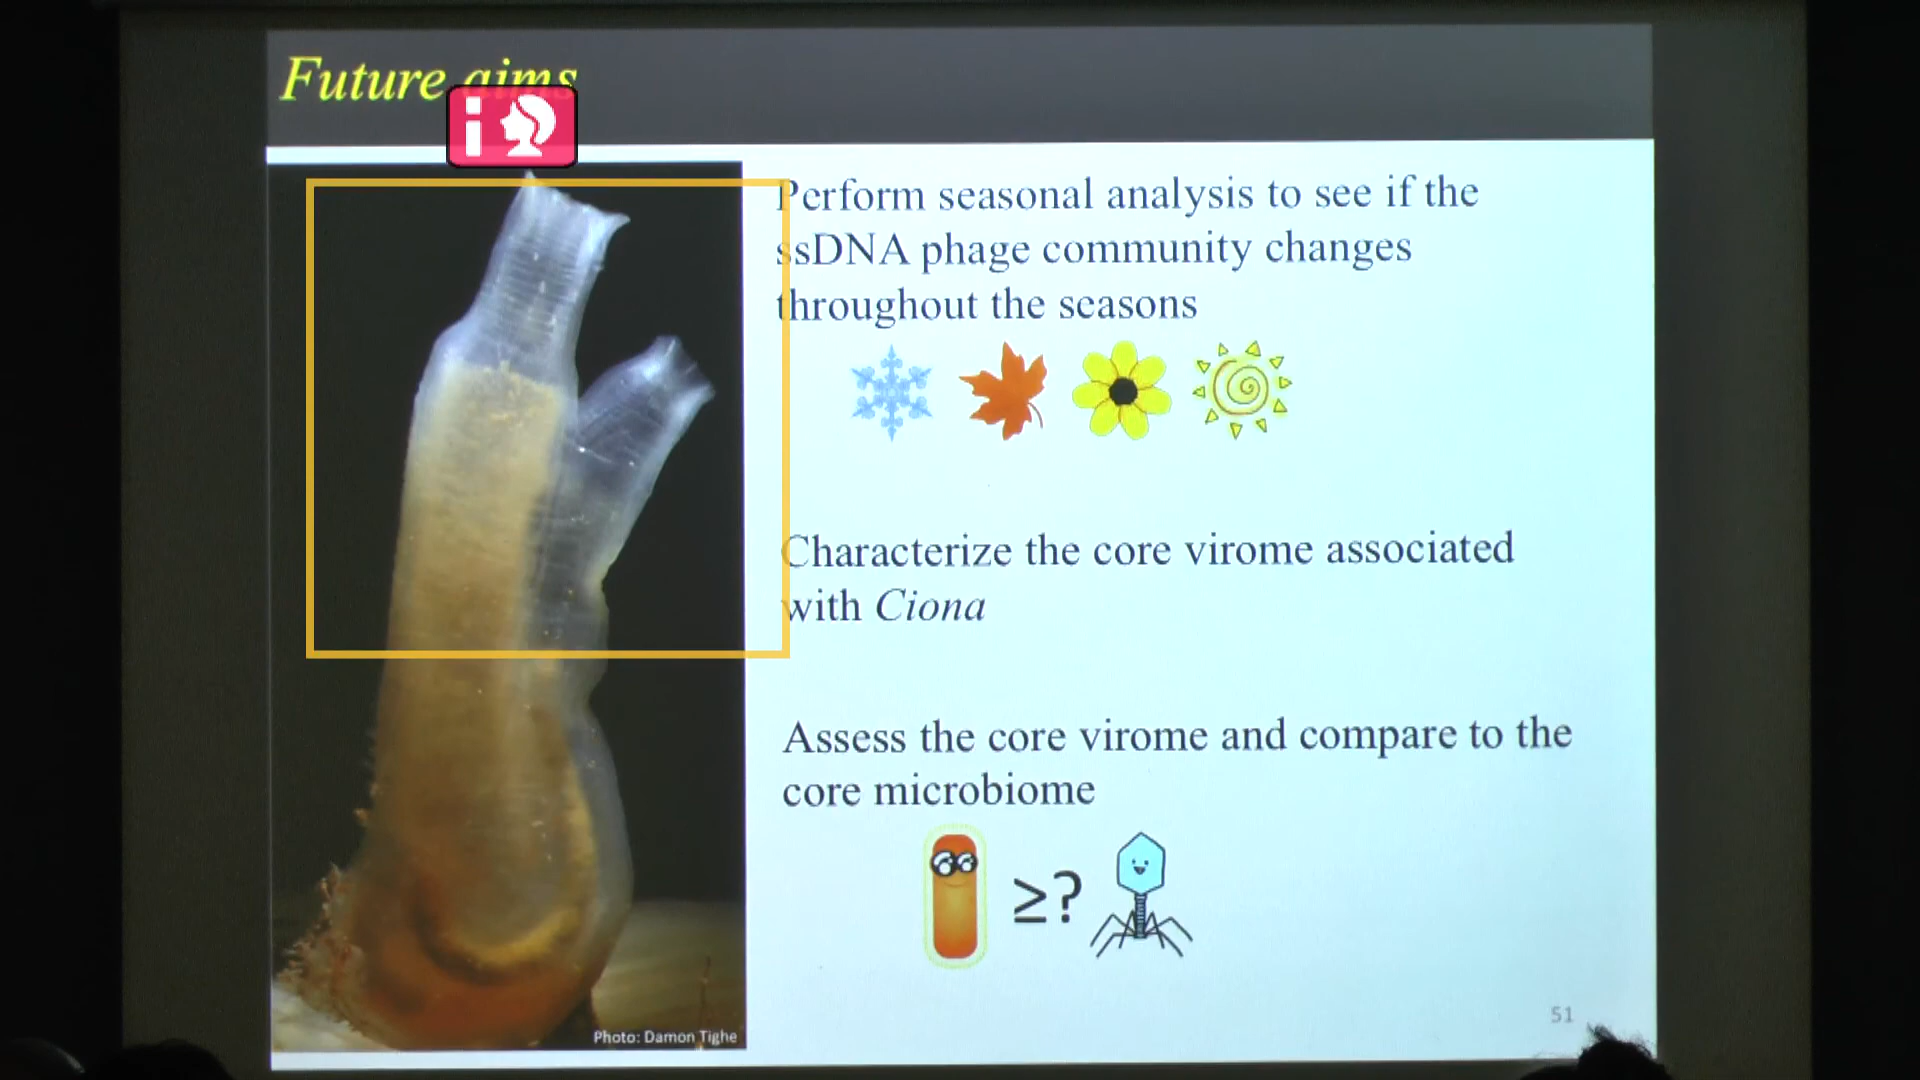 Future aims
Perform seasonal analysis to see if the
ssDNA phage community changes
throughout the seasons
Characterize the core virome associated
with Ciona
Assess the core virome and compare to the
core microbiome
≥?
Photo: Damon Tighe
51